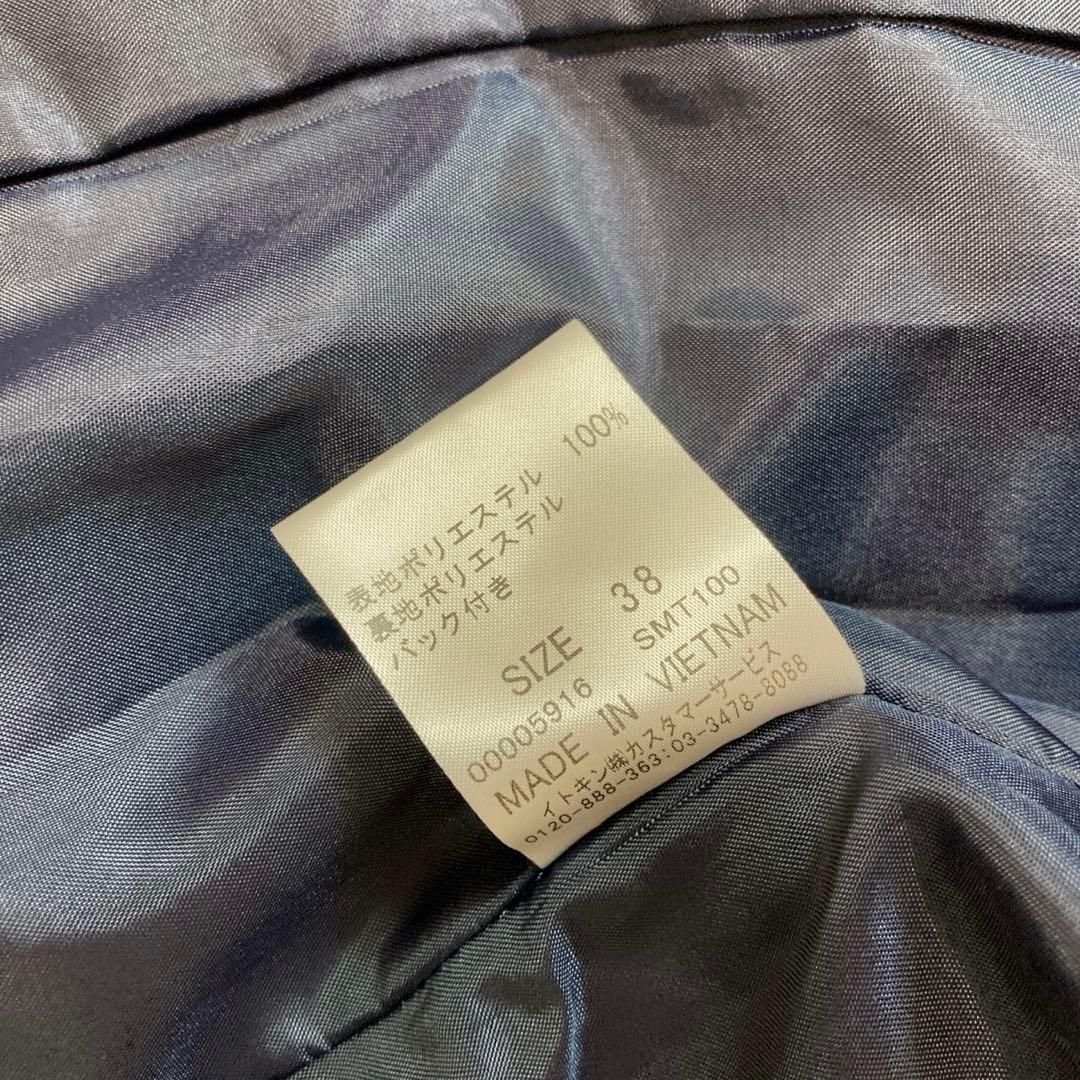 表地ポリエステル 100%
裏地ポリエステル
パック付き
SIZE 38
00005916 SMT100
MADE IN VIETNAM
イトキン㈱カスタマーサービス
0120-888-363:03-3478-8088